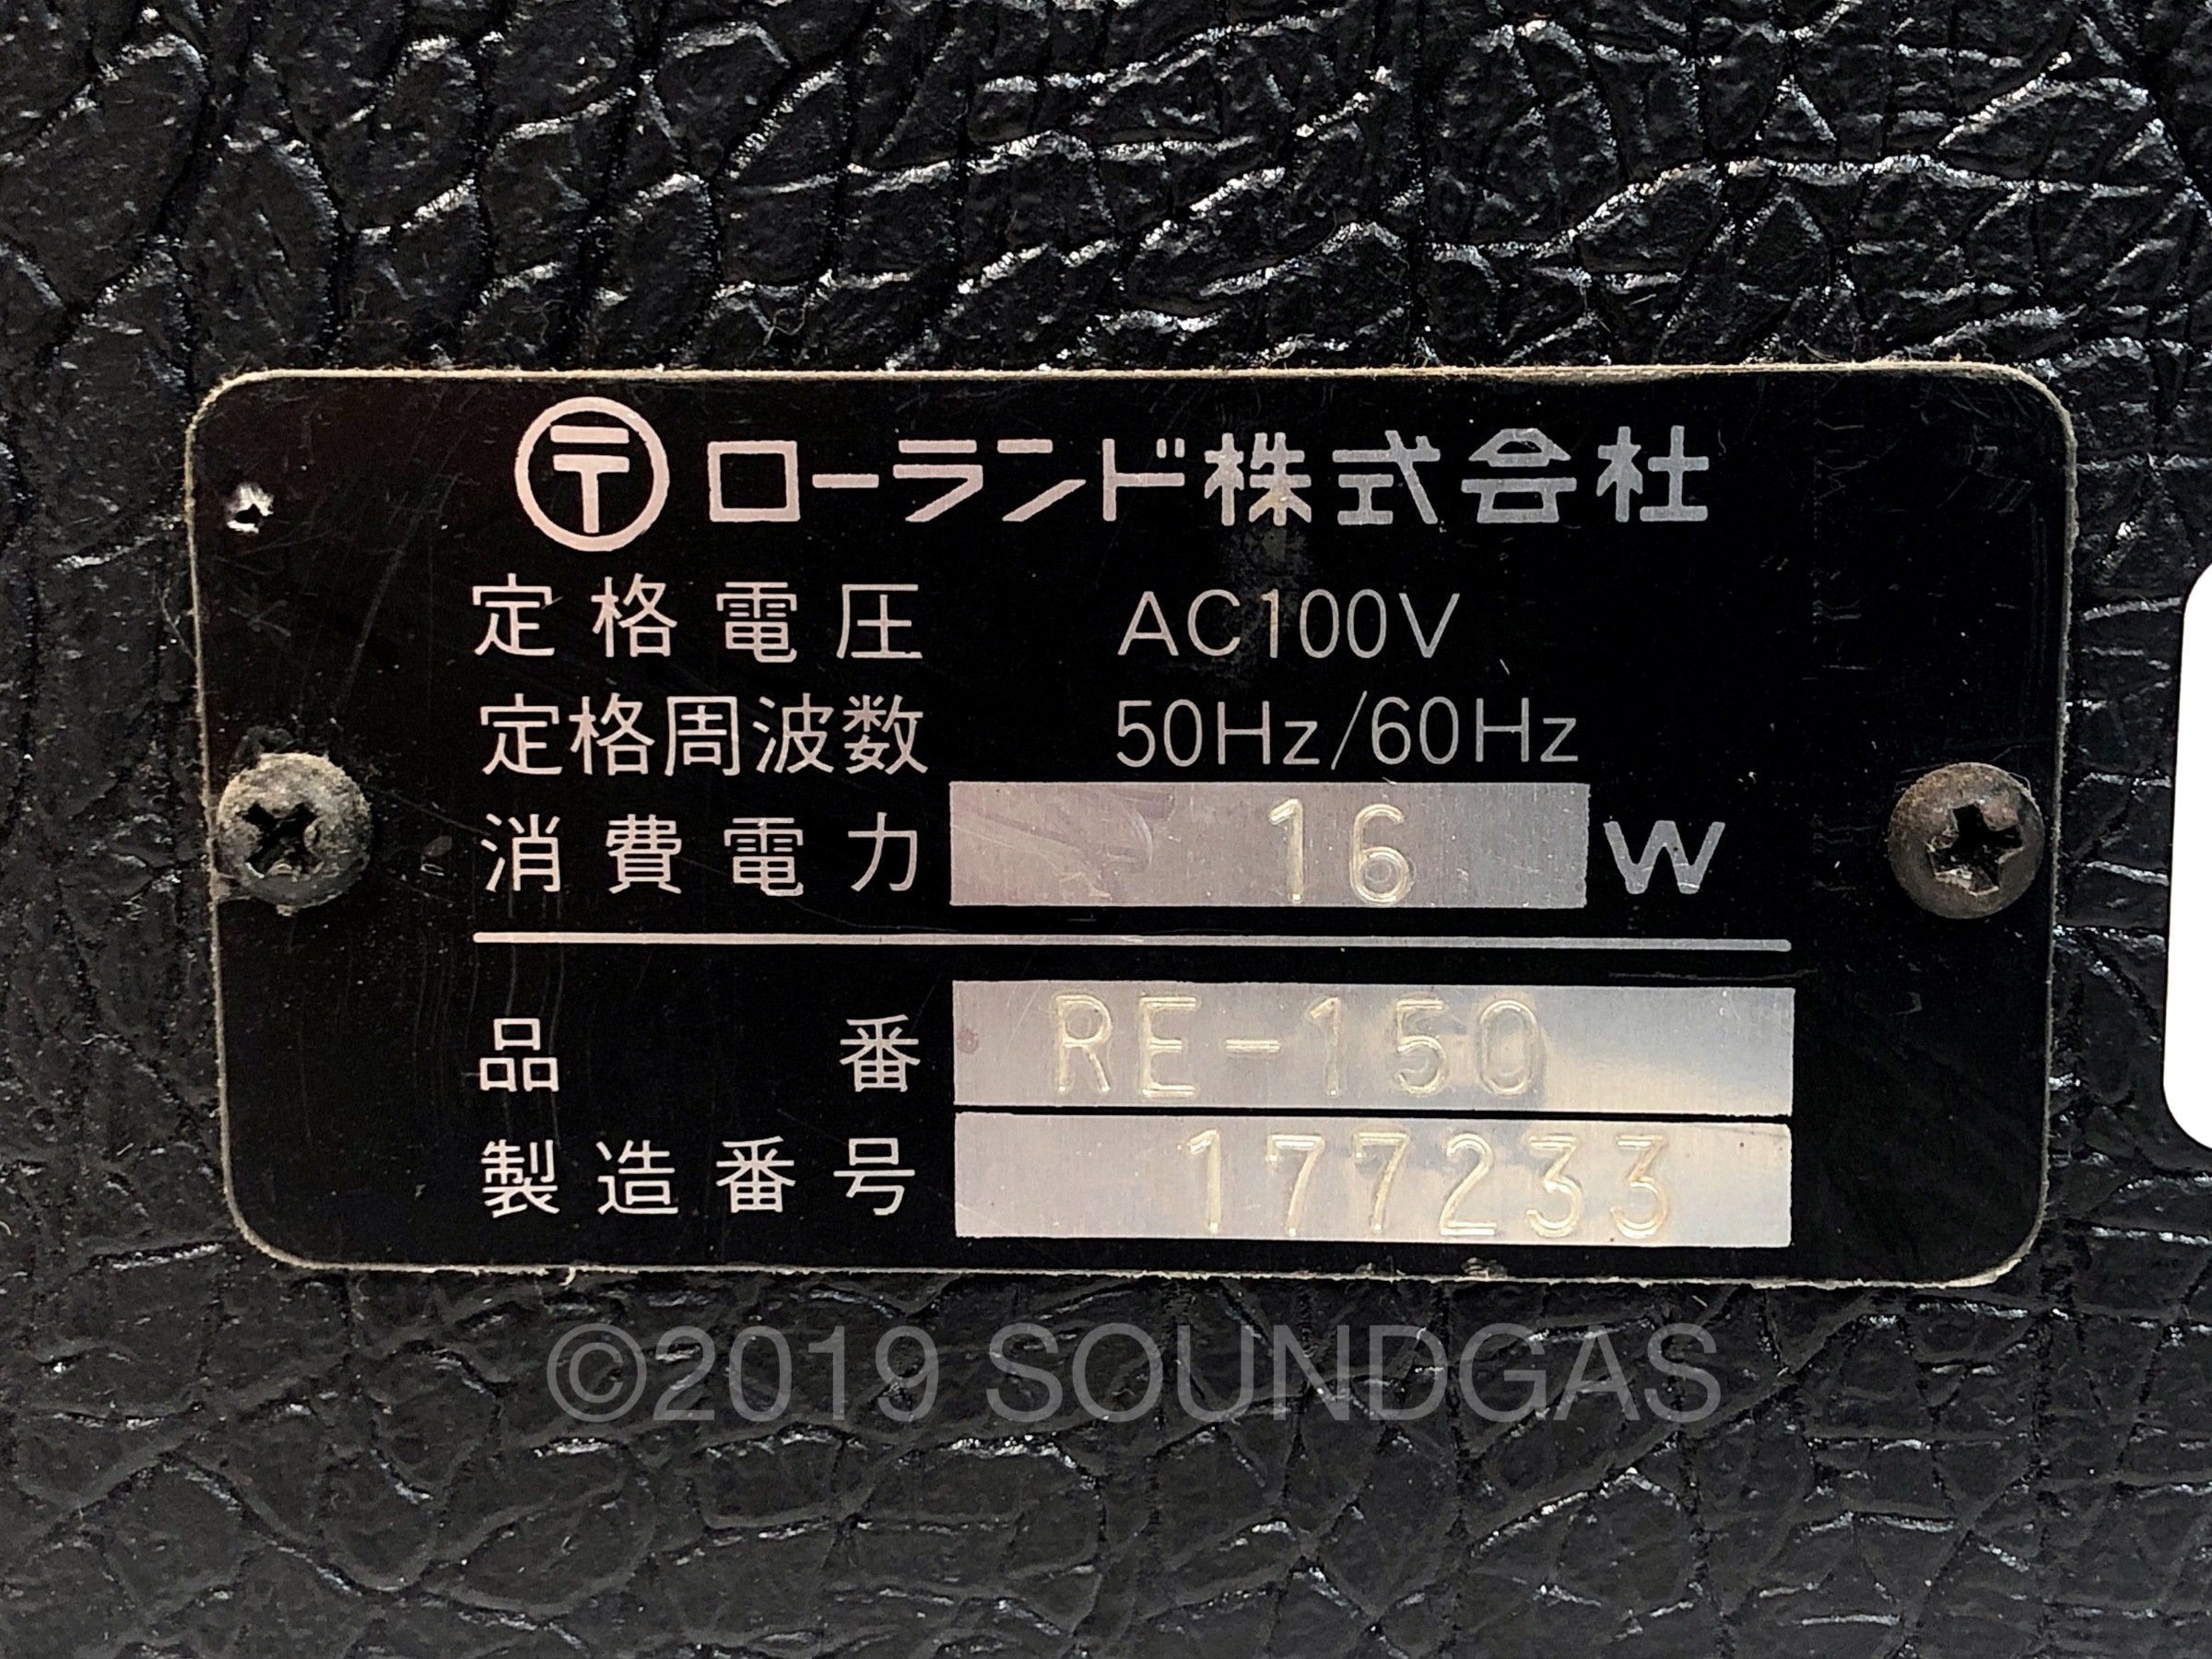 〶 ローランド株式会社
定格電圧 AC100V
定格周波数 50Hz/60Hz
消費電力 16 W
品番 RE-150
製造番号 177233
©2019 SOUNDGAS